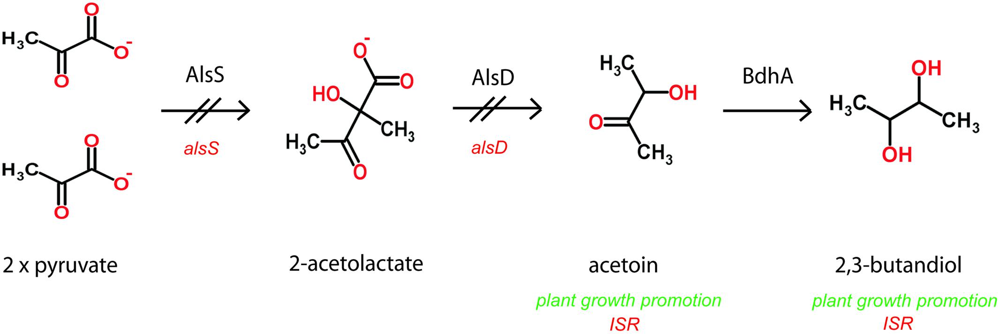 O
H3C
O-
O
AlsS
alsS
O
H3C
O-
O
2 x pyruvate
O-
O
HO
CH3
H3C
O
2-acetolactate
AlsD
alsD
H3C
OH
O
CH3
acetoin
plant growth promotion
ISR
BdhA
OH
H3C
CH3
OH
2,3-butandiol
plant growth promotion
ISR